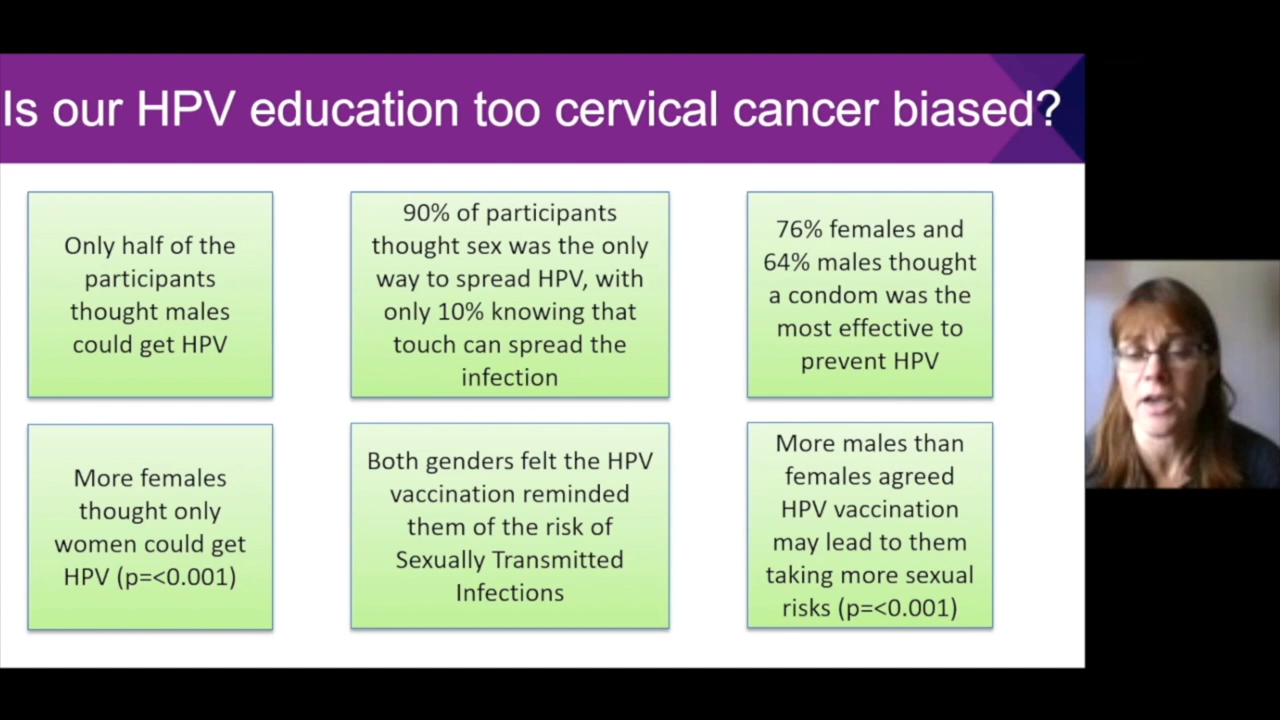 Is our HPV education too cervical cancer biased?
Only half of the
participants
thought males
could get HPV
90% of participants
thought sex was the only
way to spread HPV, with
only 10% knowing that
touch can spread the
infection
76% females and
64% males thought
a condom was the
most effective to
prevent HPV
More females
thought only
women could get
HPV (p=<0.001)
Both genders felt the HPV
vaccination reminded
them of the risk of
Sexually Transmitted
Infections
More males than
females agreed
HPV vaccination
may lead to them
taking more sexual
risks (p=<0.001)